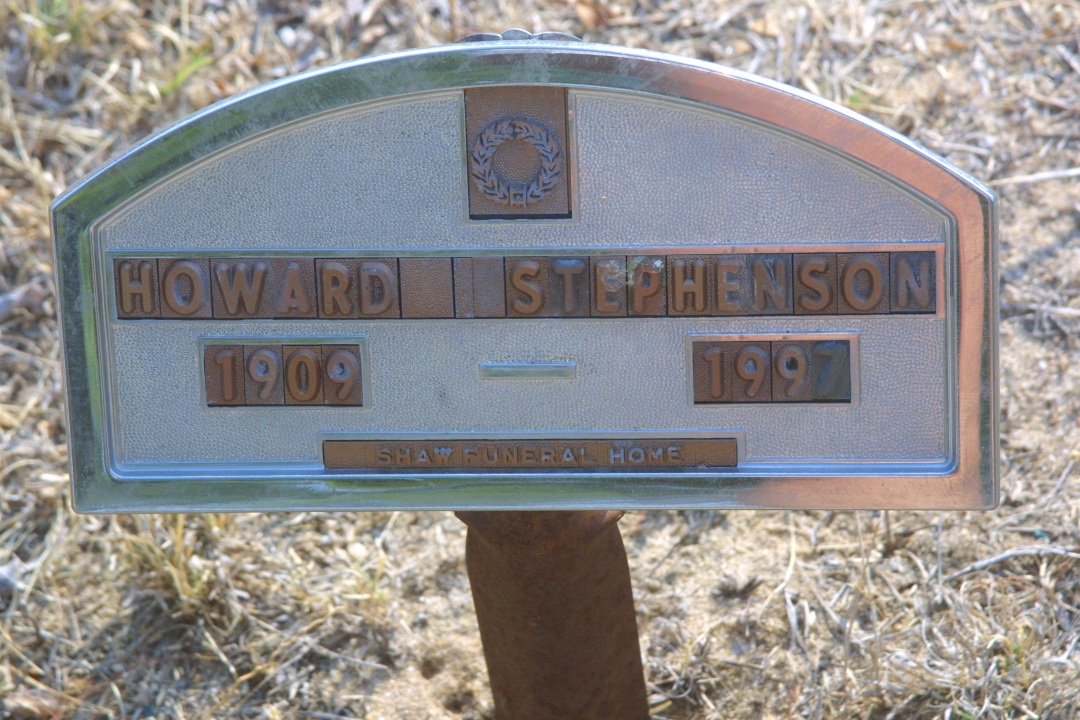 HOWARD STEPHENSON
1909 - 1997
SHAW FUNERAL HOME